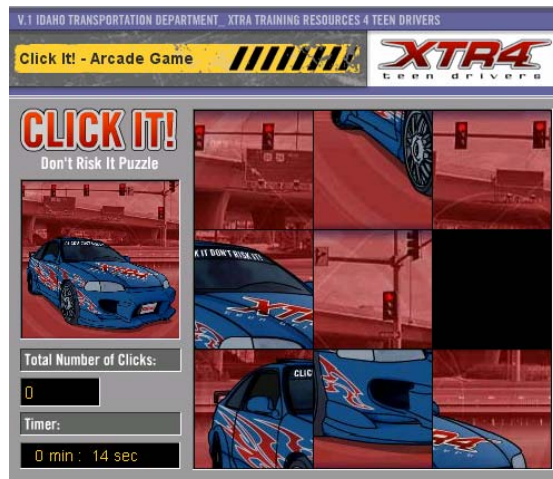 V.1 IDAHO TRANSPORTATION DEPARTMENT_ XTRA TRAINING RESOURCES 4 TEEN DRIVERS
Click It! - Arcade Game
XTR4
teen drivers
CLICK IT!
Don't Risk It Puzzle
K IT DON'T RISK IT!
XT
CLIC
TR4
Total Number of Clicks:
0
Timer:
0 min : 14 sec